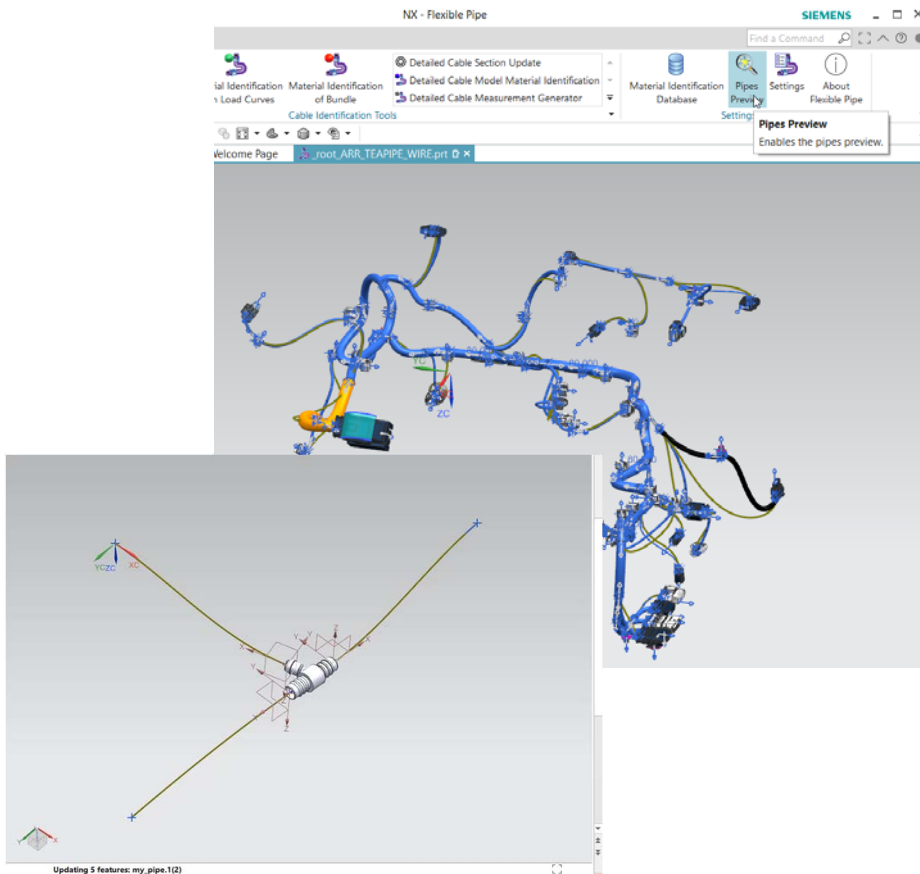 NX - Flexible Pipe
SIEMENS
Find a Command
Detailed Cable Section Update
Detailed Cable Model Material Identification
Detailed Cable Measurement Generator
Identification
Load Curves
Material Identification
of Bundle
Material Identification
Database
Pipes
Preview
Settings
About
Flexible Pipe
Cable Identification Tools
Settings
Pipes Preview
Enables the pipes preview.
Welcome Page
_root_ARR_TEAPIPE_WIRE.prt
YC
ZC
YC ZC XC
X
Y
Y
Z
X
Y
X
Z
Y
X
Updating 5 features: my_pipe.1(2)